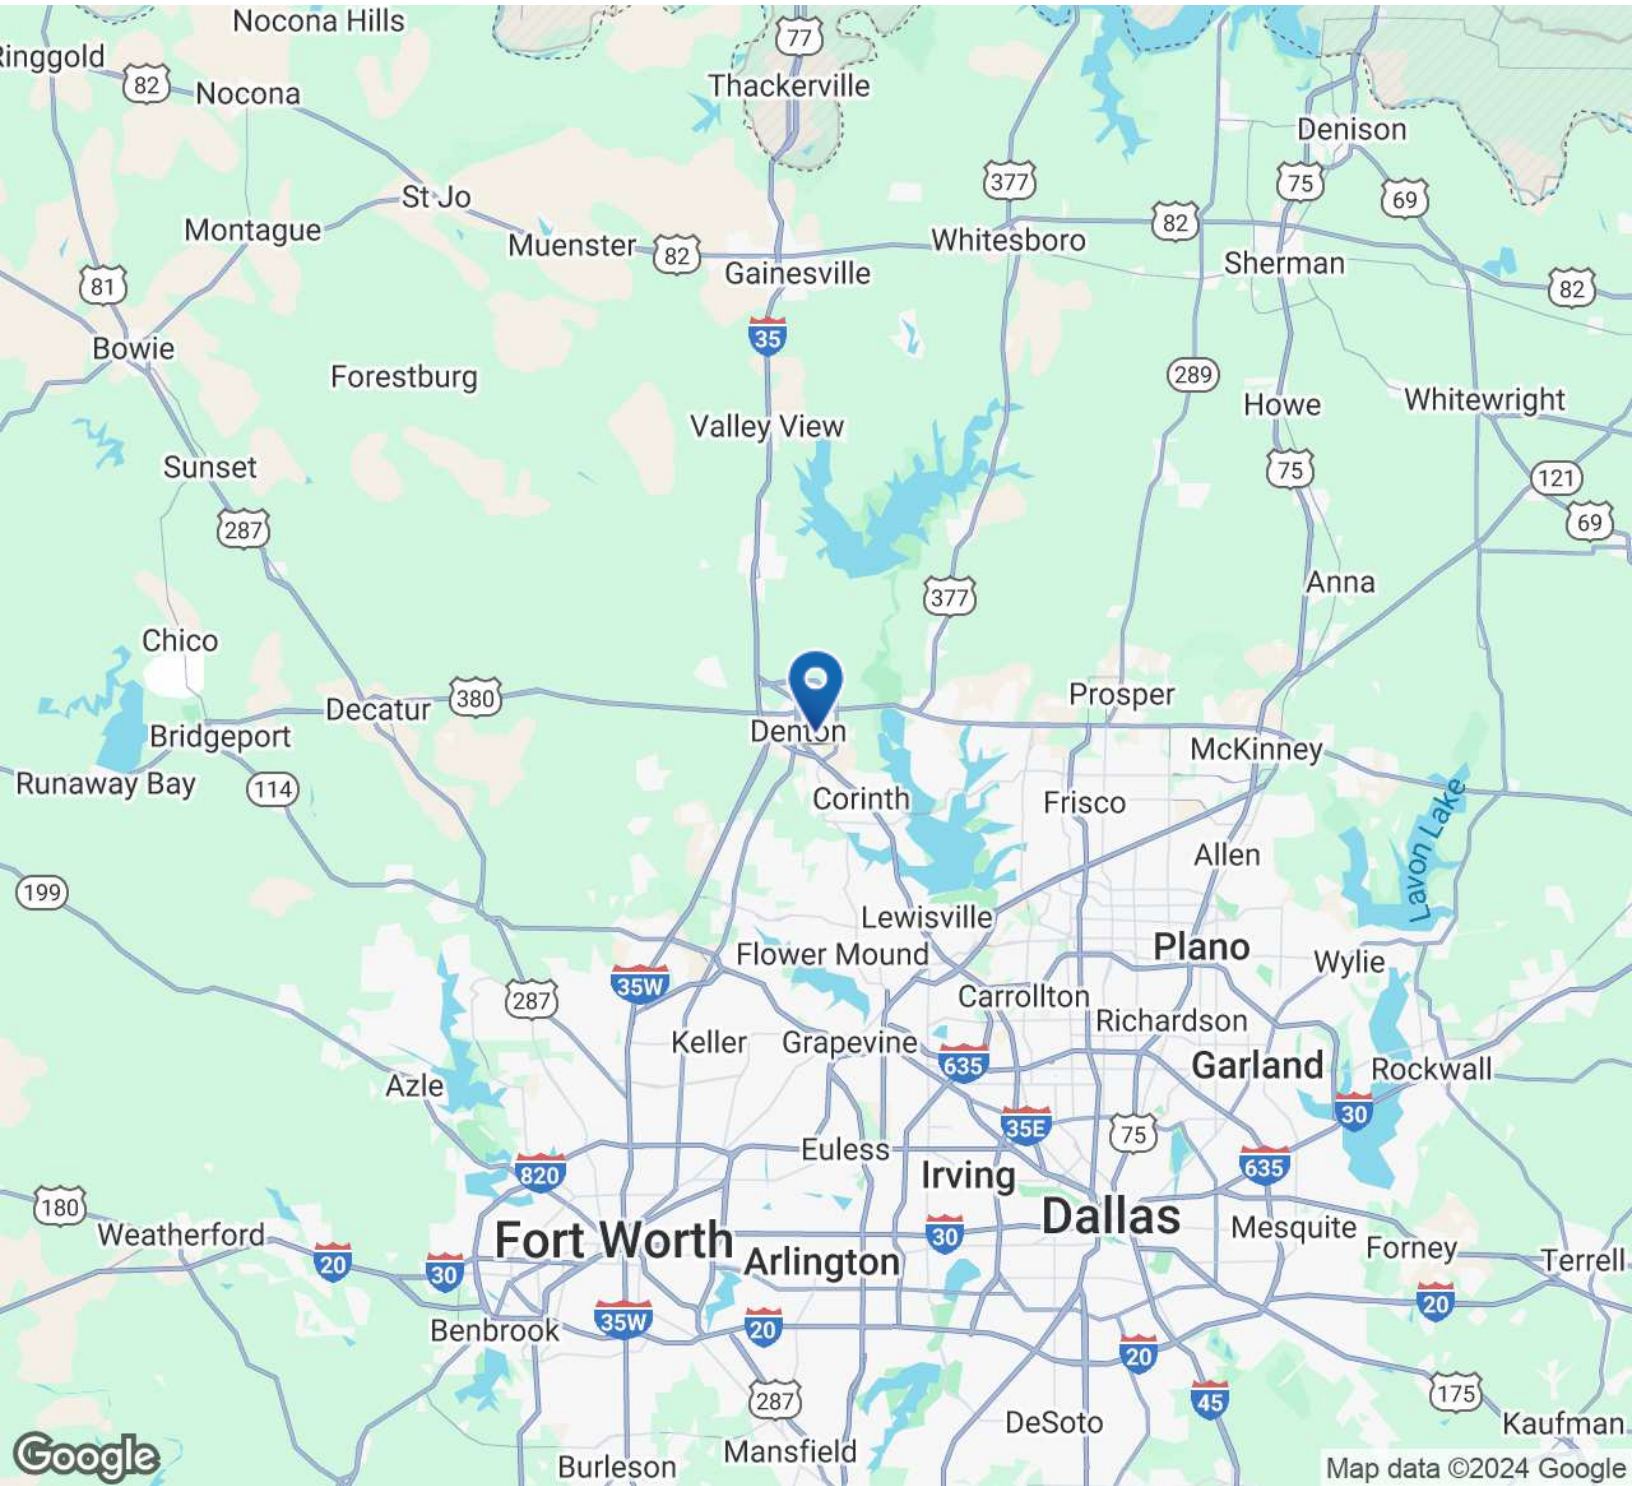 Nocona Hills
77
Ringgold
82
Nocona
Thackerville
Denison
377
75
69
St Jo
Montague
Muenster
82
Gainesville
Whitesboro
82
Sherman
81
82
35
Bowie
Forestburg
289
Howe
Whitewright
Valley View
Sunset
75
121
287
69
Anna
377
Chico
Decatur
380
Prosper
Bridgeport
Denton
McKinney
Runaway Bay
114
Corinth
Frisco
Lavon Lake
Allen
199
Lewisville
Flower Mound
Plano
Wylie
35W
287
Carrollton
Richardson
Keller
Grapevine
635
Garland
Rockwall
Azle
30
35E
75
Euless
820
Irving
635
180
Weatherford
Fort Worth
30
Dallas
Mesquite
Forney
20
30
Arlington
Terrell
Benbrook
35W
20
20
20
287
45
175
DeSoto
Kaufman
Google
Burleson
Mansfield
Map data ©2024 Google